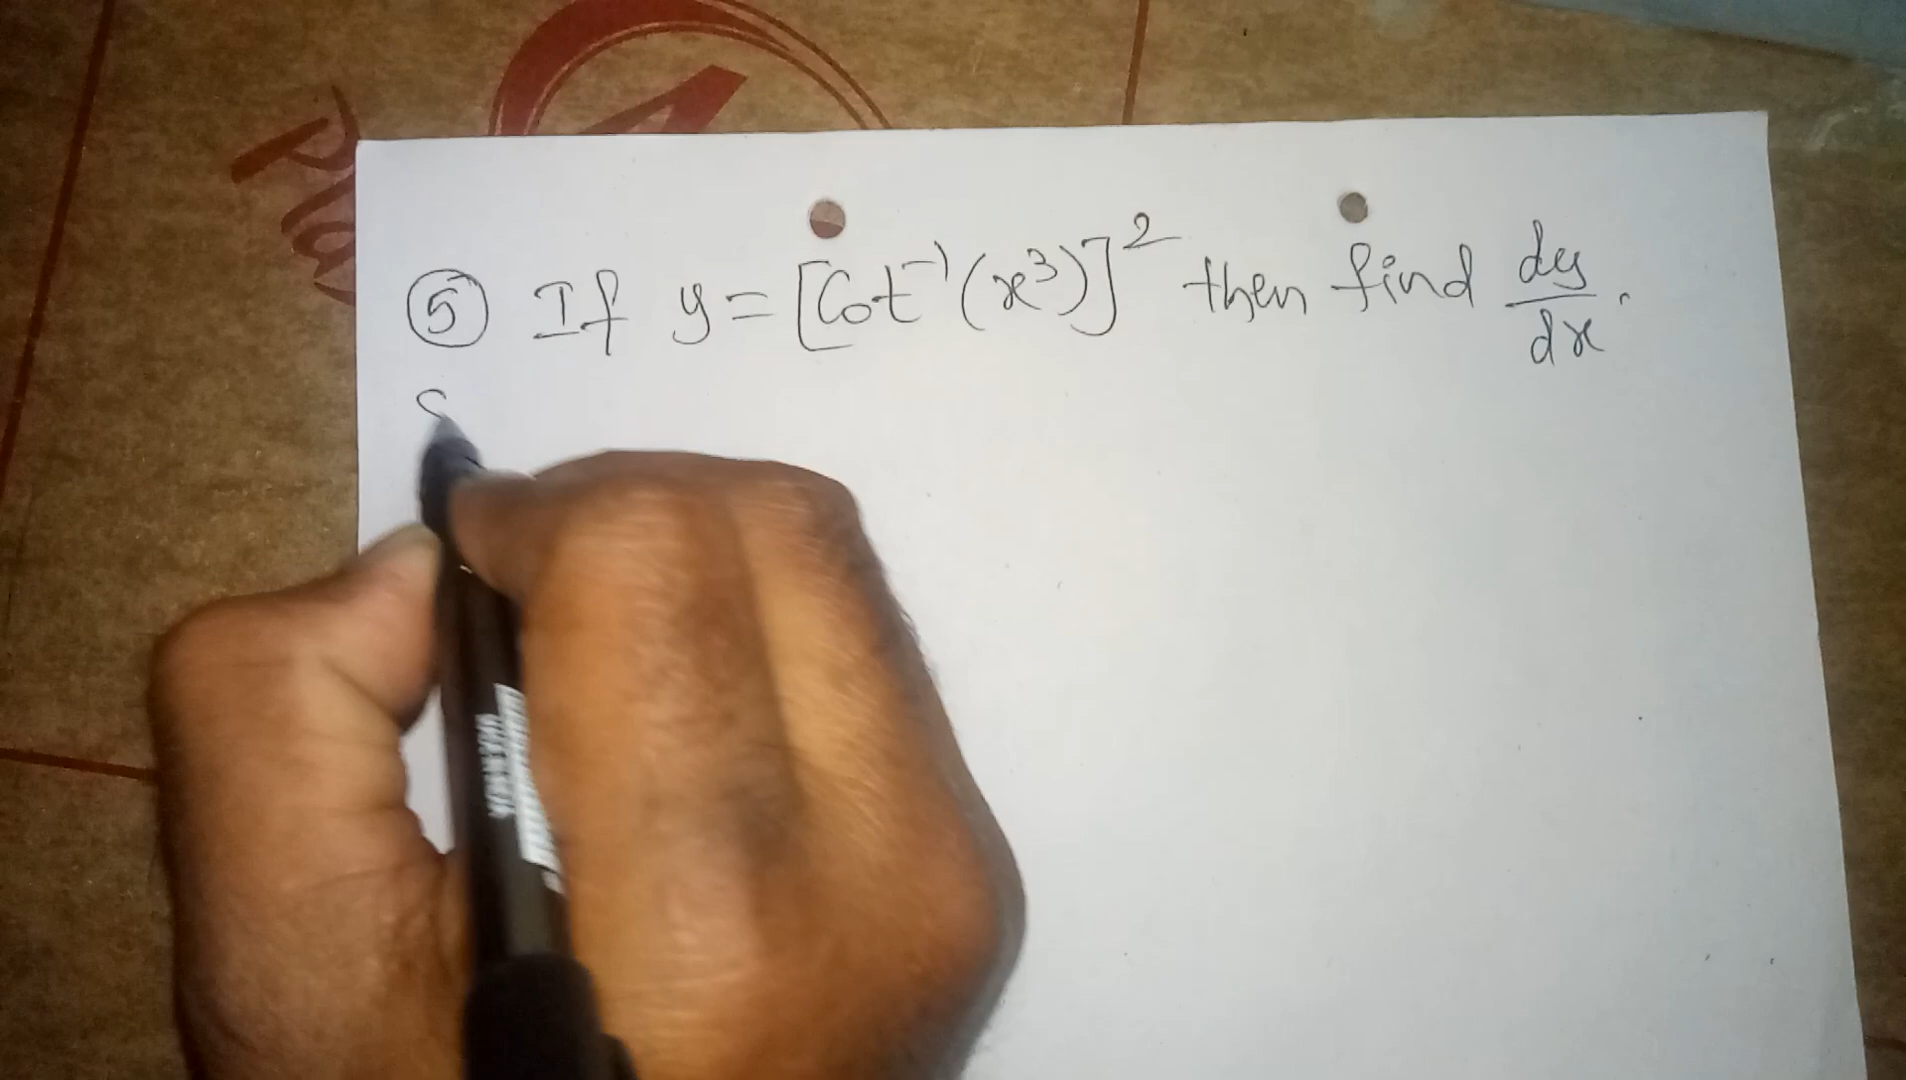 ⑤ If y = [Cot⁻¹(x³)]² then find dy/dx.
S